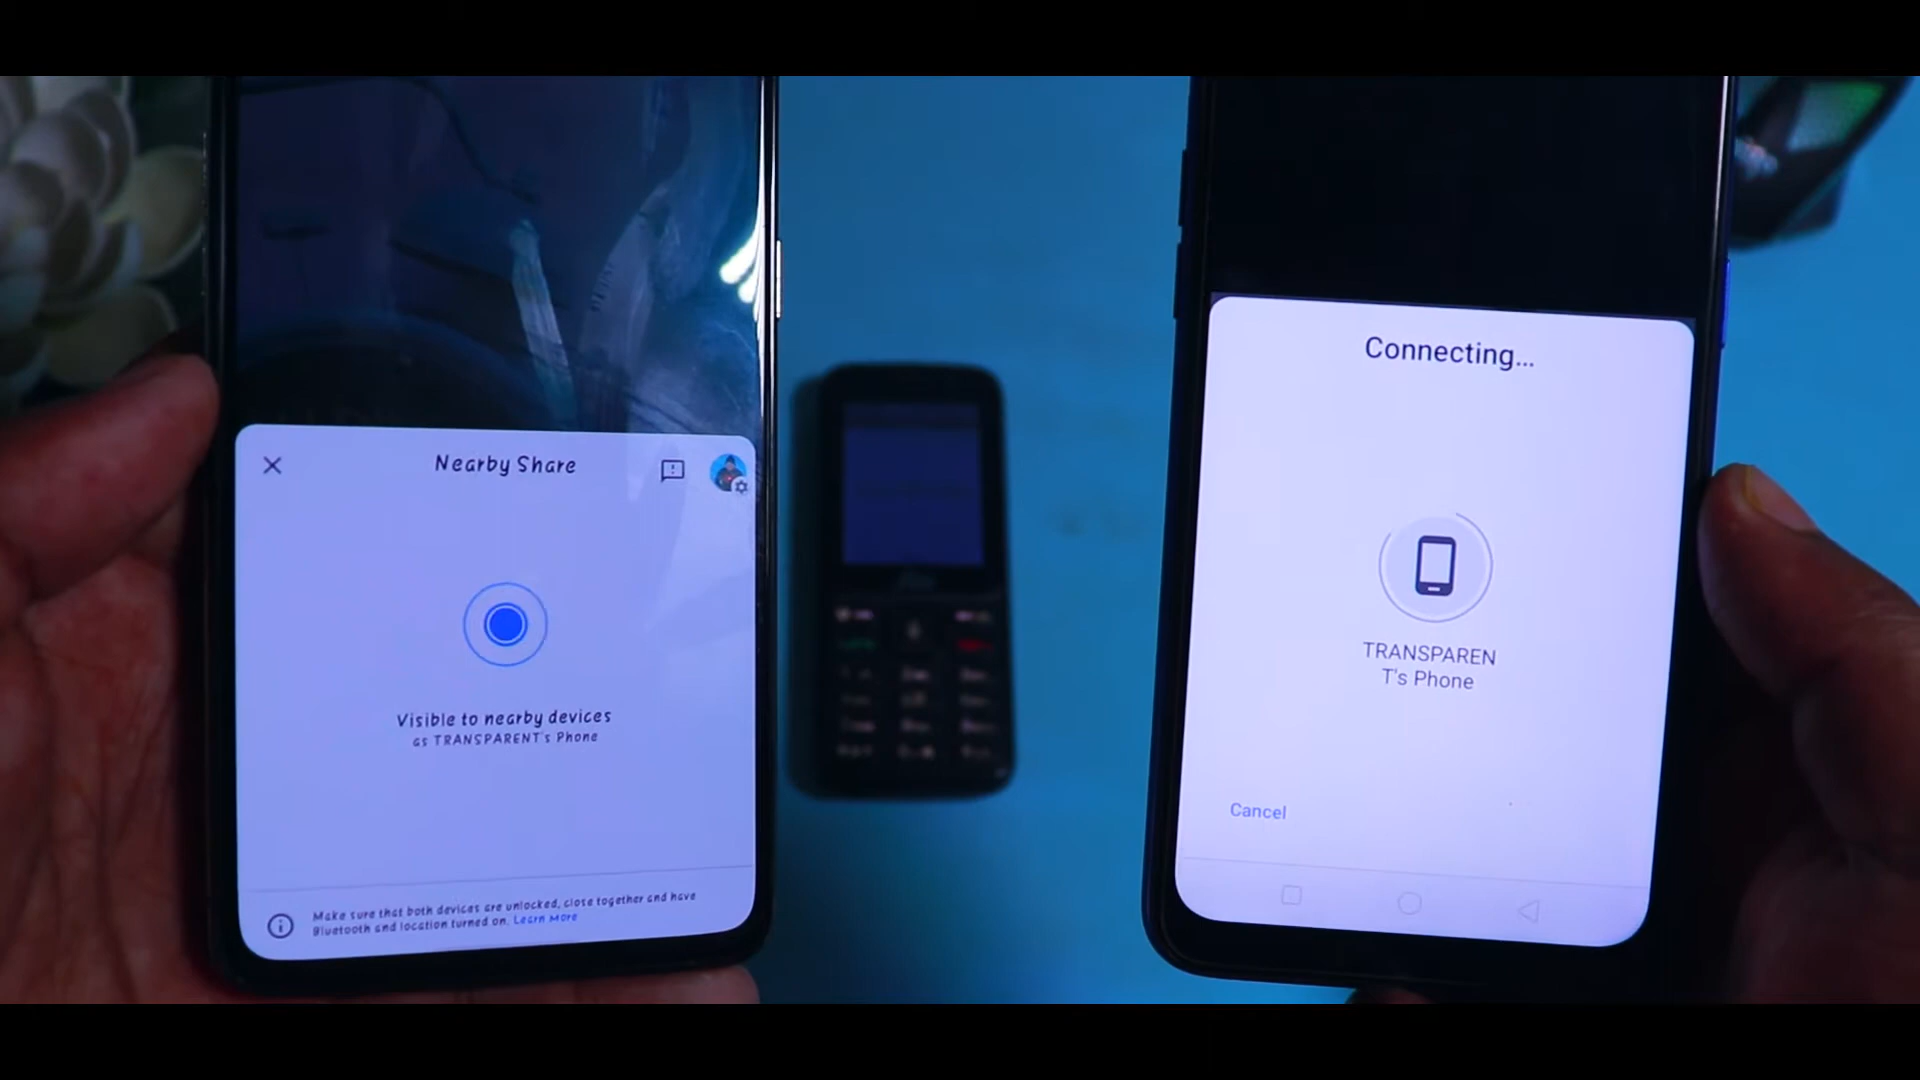 Nearby Share
Visible to nearby devices
as TRANSPARENT's Phone
Make sure that both devices are unlocked, close together and have
Bluetooth and location turned on. Learn More
Connecting...
TRANSPAREN
T's Phone
Cancel